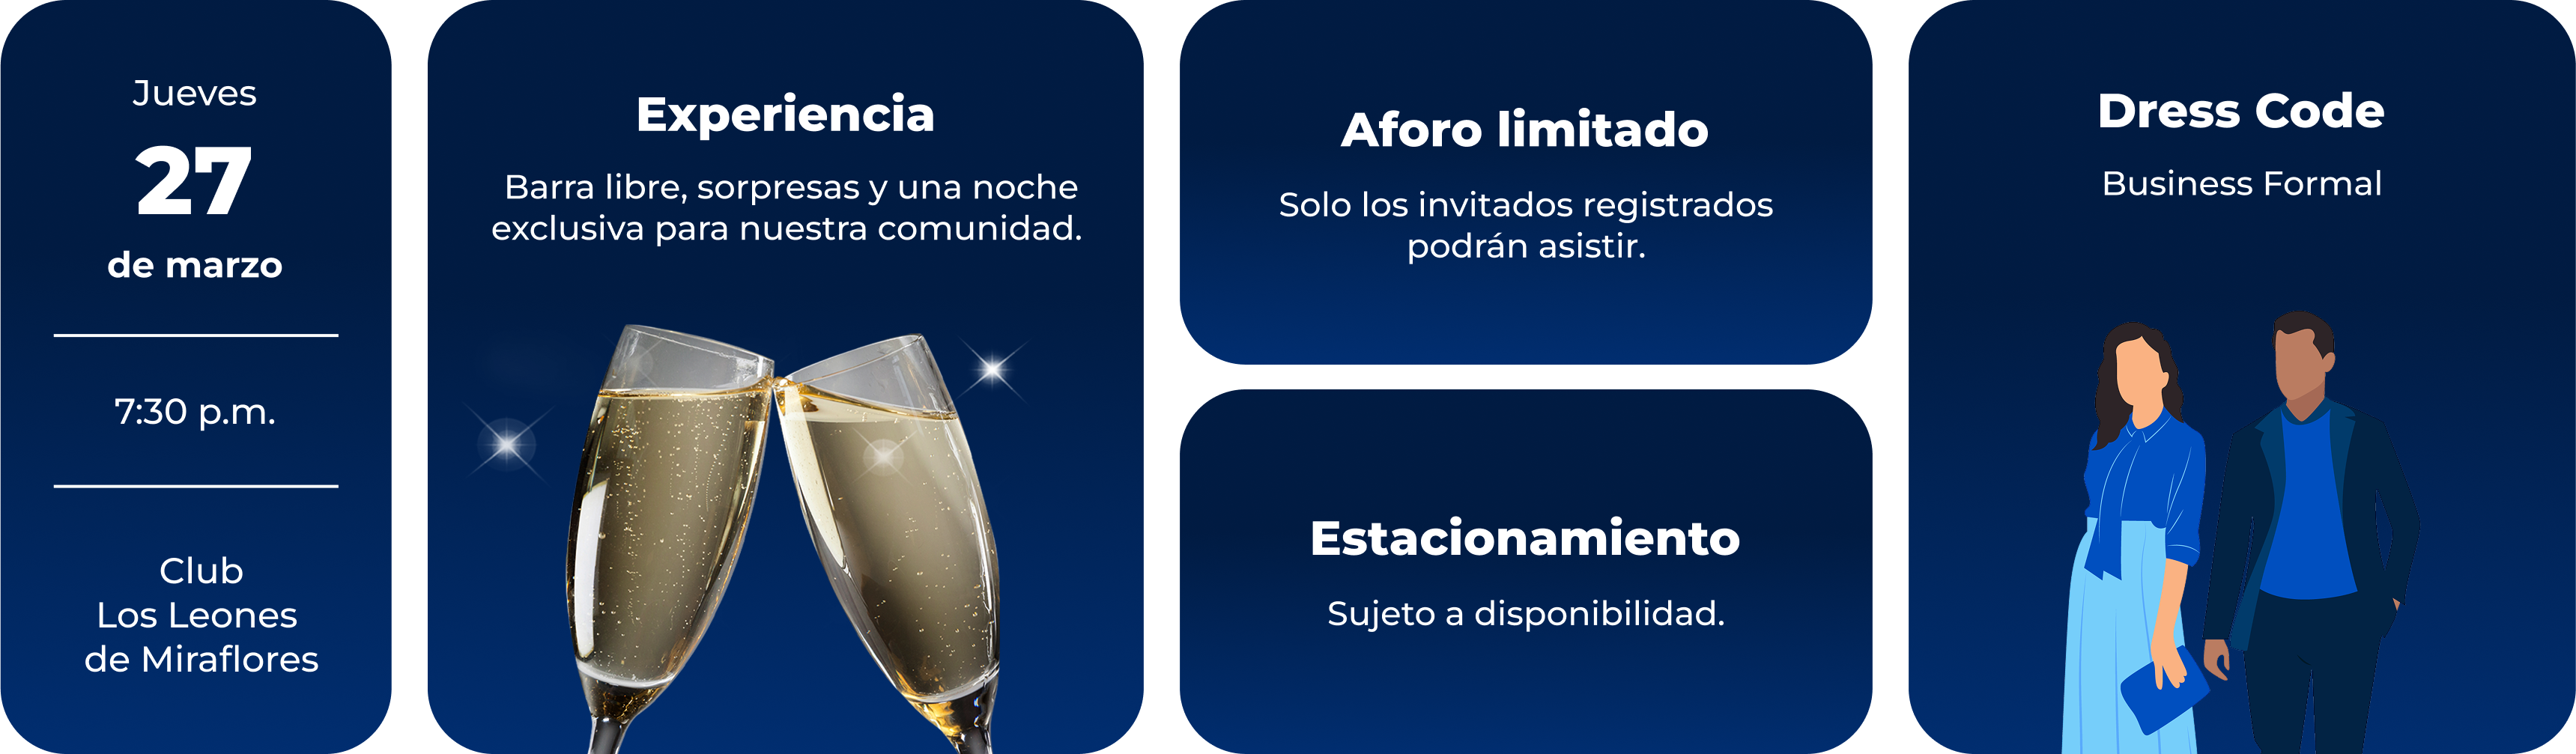 Jueves
27
de marzo
7:30 p.m.
Club
Los Leones
de Miraflores
Experiencia
Barra libre, sorpresas y una noche
exclusiva para nuestra comunidad.
Aforo limitado
Solo los invitados registrados
podrán asistir.
Estacionamiento
Sujeto a disponibilidad.
Dress Code
Business Formal